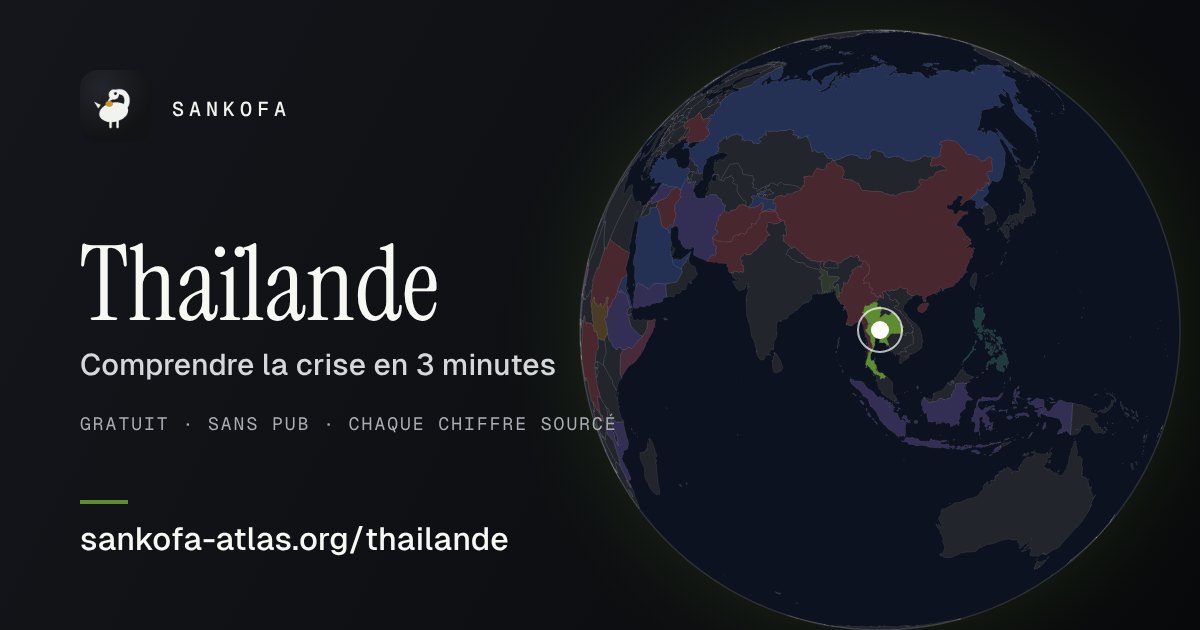 SANKOFA
Thaïlande
Comprendre la crise en 3 minutes
GRATUIT · SANS PUB · CHAQUE CHIFFRE SOURCÉ
sankofa-atlas.org/thailande